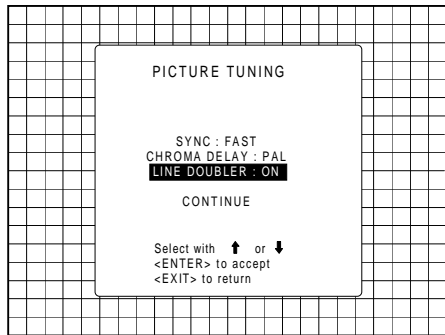 PICTURE TUNING
SYNC : FAST
CHROMA DELAY : PAL
LINE DOUBLER : ON
CONTINUE
Select with ⬆ or ⬇
<ENTER> to accept
<EXIT> to return